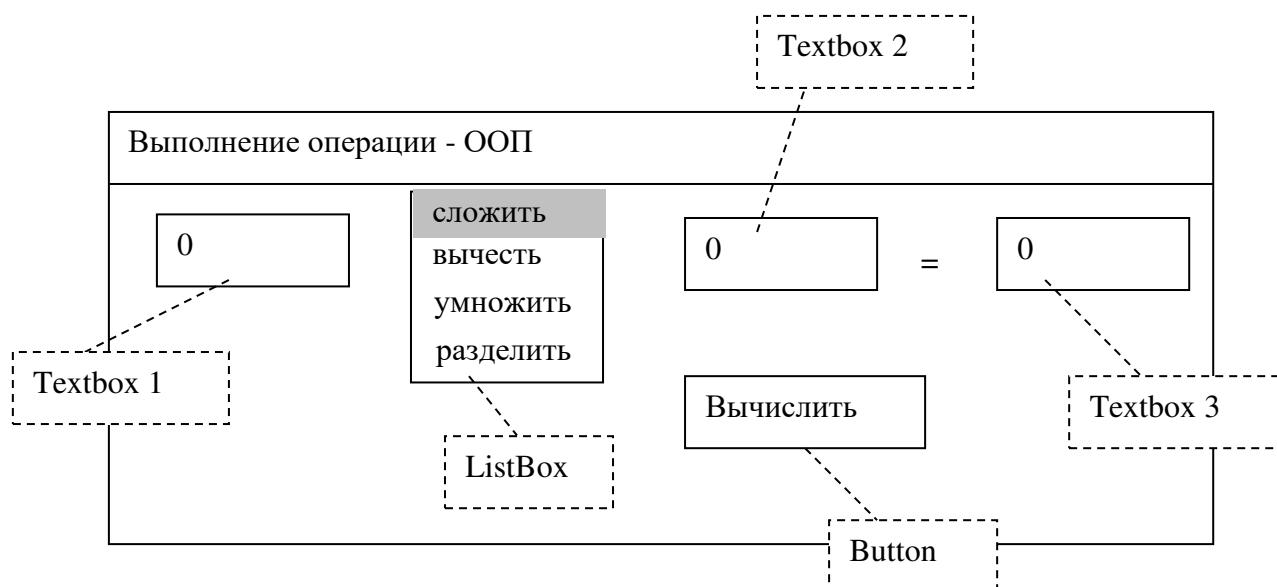 Textbox 2
Выполнение операции - ООП
0
сложить
вычесть
умножить
разделить
0
=
0
Textbox 1
Вычислить
Textbox 3
ListBox
Button